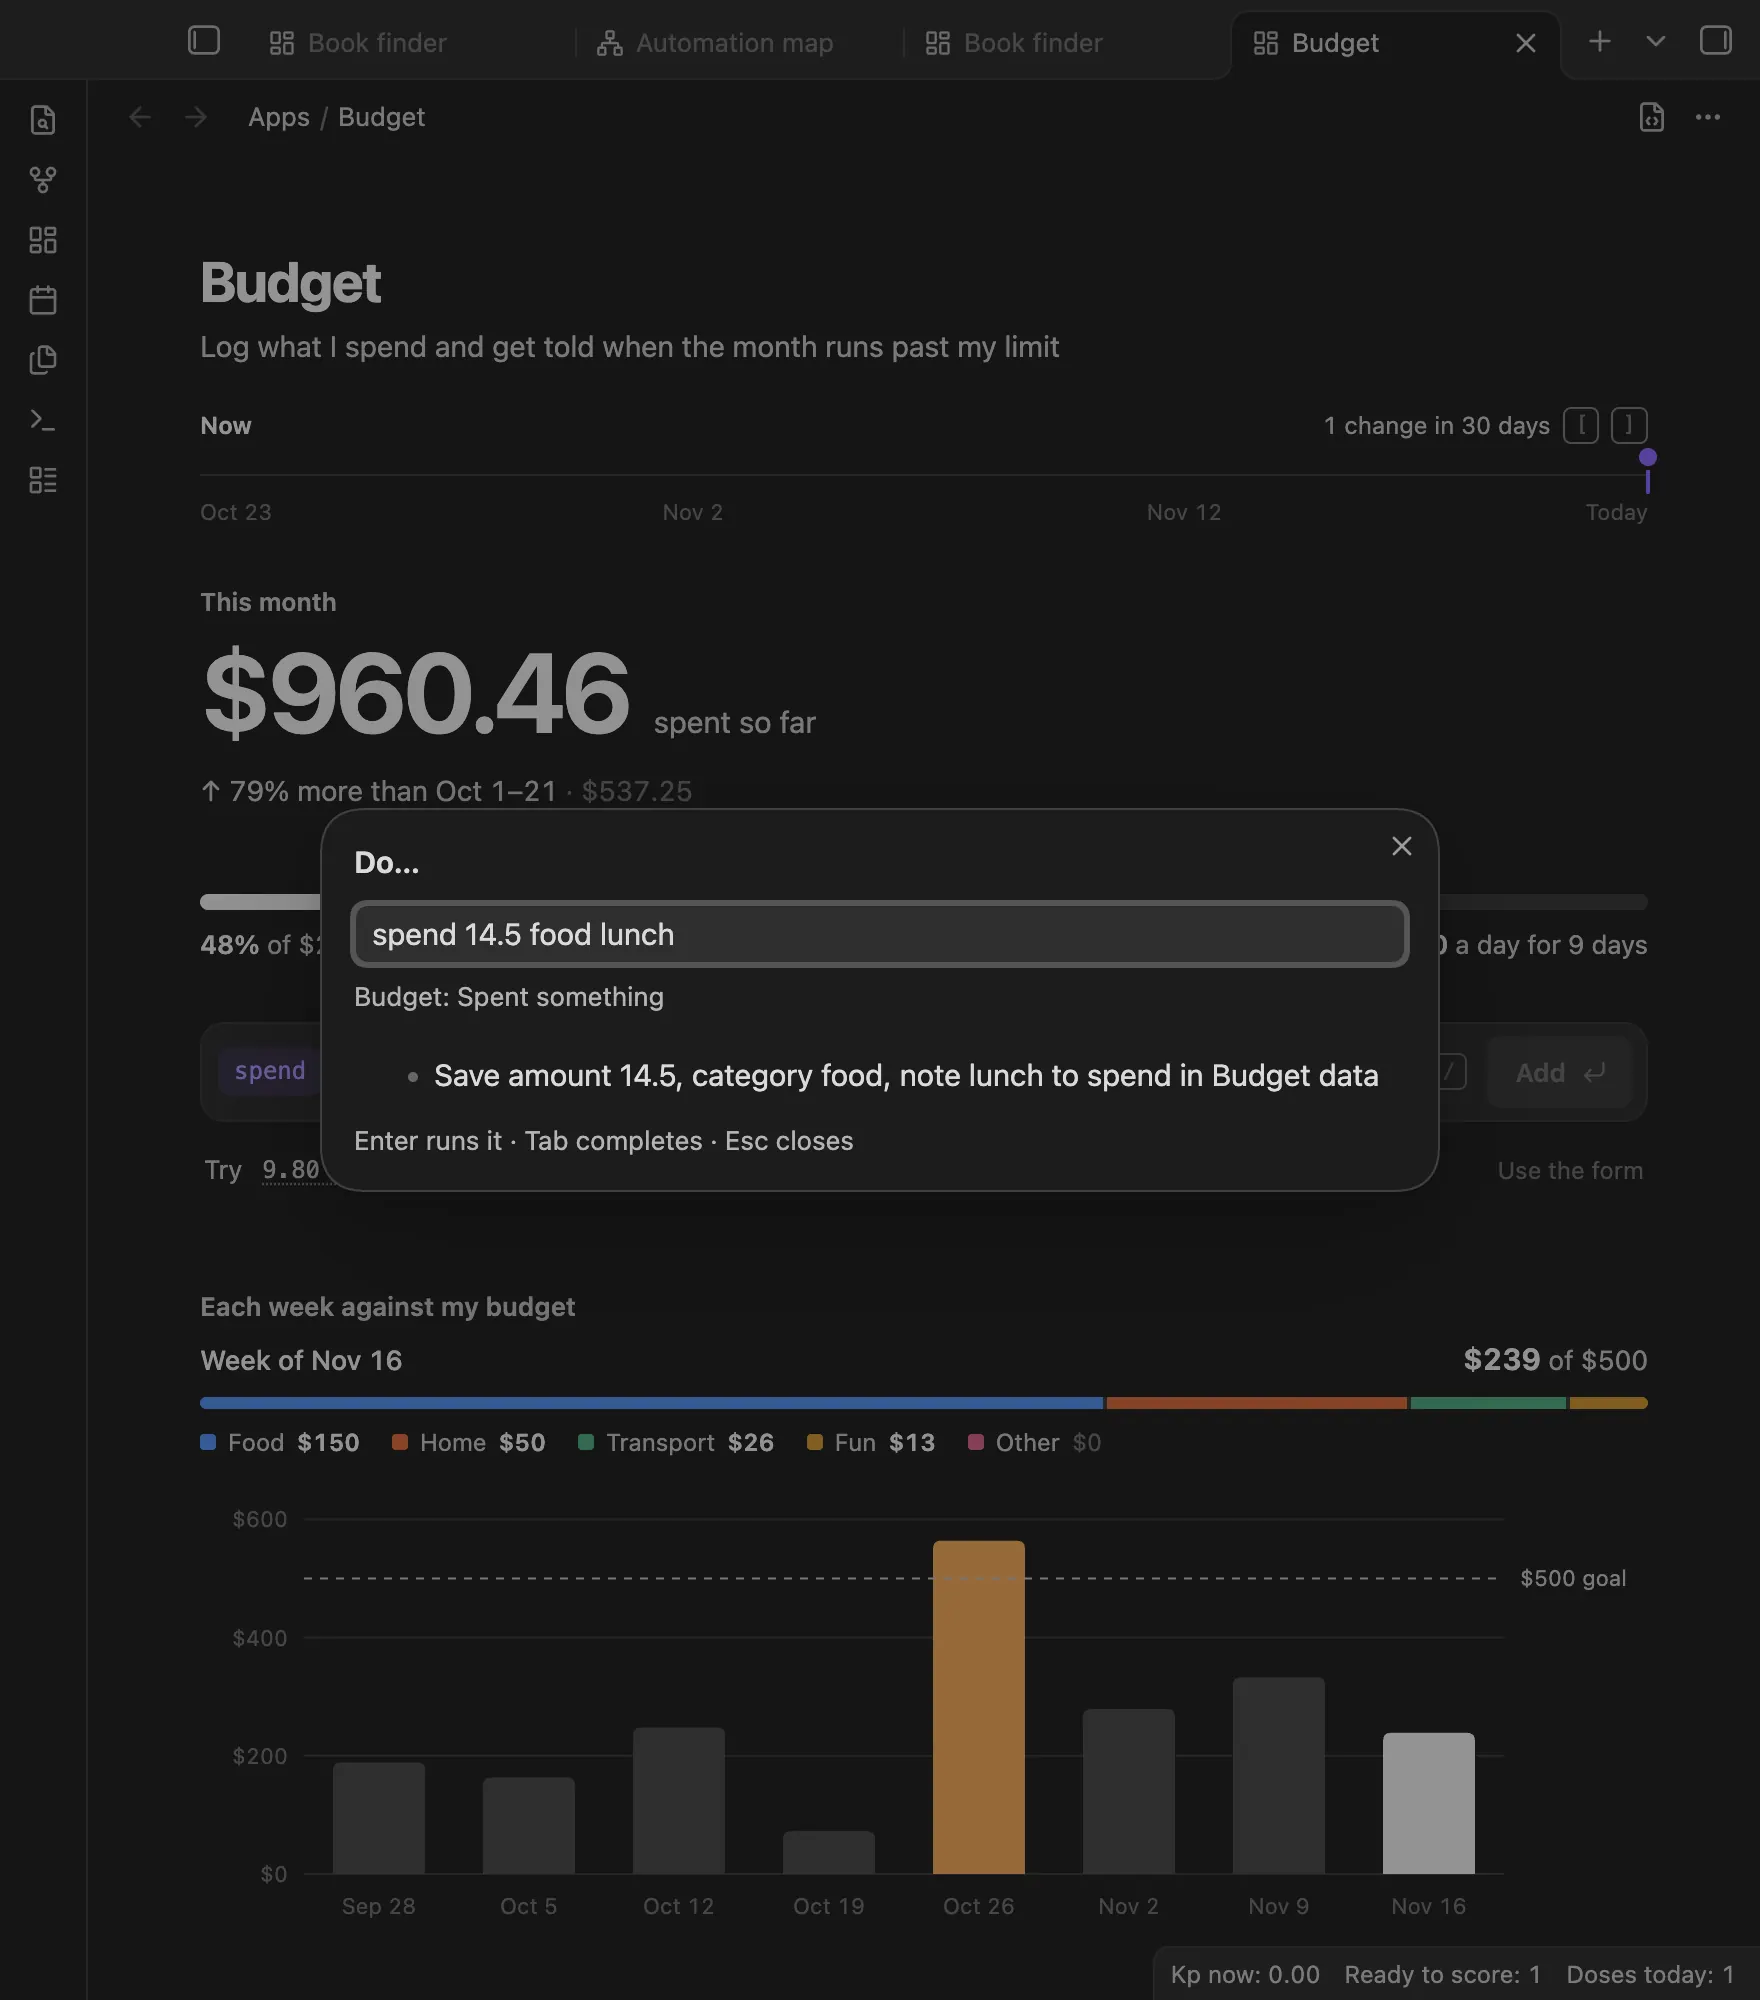 Book finder
Automation map
Book finder
Budget
Apps / Budget
Budget
Log what I spend and get told when the month runs past my limit
Now
1 change in 30 days [ ]
Oct 23
Nov 2
Nov 12
Today
This month
$960.46 spent so far
↑ 79% more than Oct 1–21 · $537.25
Do...
spend 14.5 food lunch
Budget: Spent something
Save amount 14.5, category food, note lunch to spend in Budget data
Enter runs it · Tab completes · Esc closes
48% of
a day for 9 days
spend
/
Add
Try 9.80
Use the form
Each week against my budget
Week of Nov 16
$239 of $500
Food $150
Home $50
Transport $26
Fun $13
Other $0
$600
$500 goal
$400
$200
$0
Sep 28
Oct 5
Oct 12
Oct 19
Oct 26
Nov 2
Nov 9
Nov 16
Kp now: 0.00
Ready to score: 1
Doses today: 1